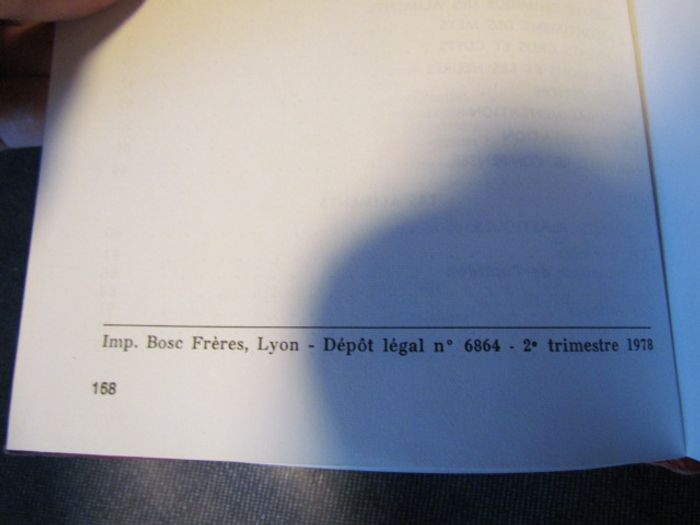 Imp. Bosc Frères, Lyon - Dépôt légal n° 6864 - 2e trimestre 1978
168